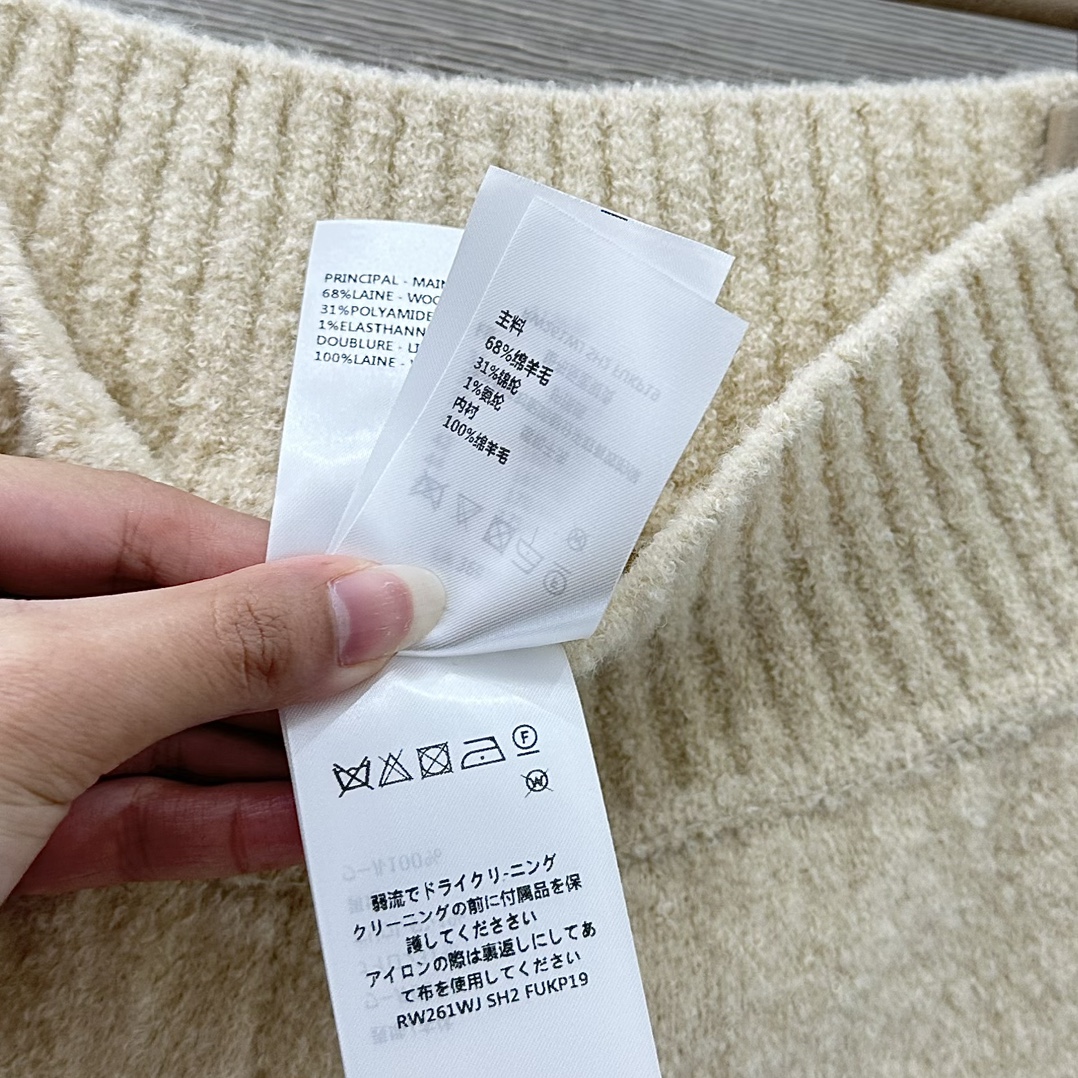 PRINCIPAL - MAIN
68%LAINE - WOO
31%POLYAMIDE
1%ELASTHANN
DOUBLURE - LI
100%LAINE -
主料
68%绵羊毛
31%锦纶
1%氨纶
内衬
100%绵羊毛
F
W
弱流でドライクリ-ニング
クリーニングの前に付属品を保
護してくだささい
アイロンの際は裏返しにしてあ
て布を使用してください
RW261WJ SH2 FUKP19